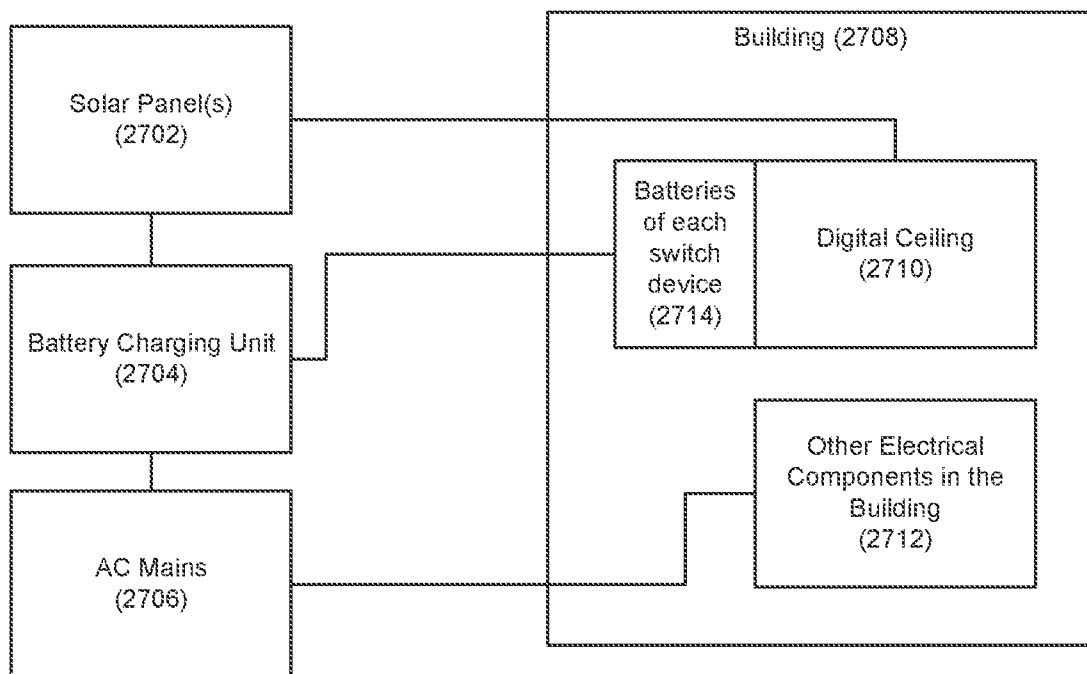 Solar Panel(s)
(2702)
Battery Charging Unit
(2704)
AC Mains
(2706)
Building (2708)
Batteries
of each
switch
device
(2714)
Digital Ceiling
(2710)
Other Electrical
Components in the
Building
(2712)